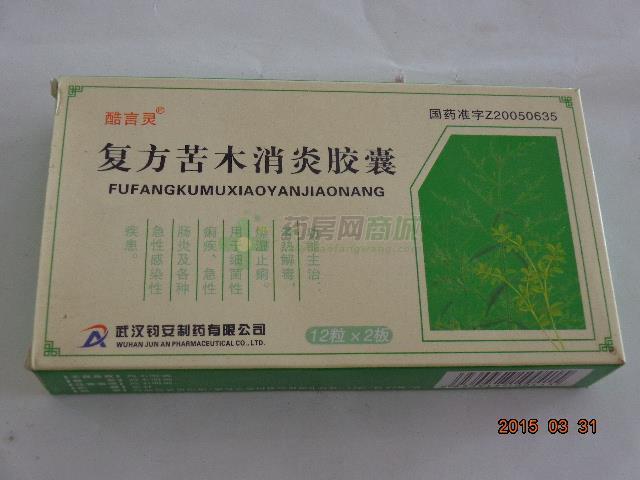 酷言灵®
国药准字Z20050635
复方苦木消炎胶囊
FUFANGKUMUXIAOYANJIAONANG
功能主治：
清热解毒，
燥湿止痢。
用于细菌性
痢疾、急性
肠炎及各种
急性感染性
疾患。
药房网商城
www.yaofangwang.com
武汉钧安制药有限公司
WUHAN JUN AN PHARMACEUTICAL CO., LTD.
12粒×2板
2015 03 31